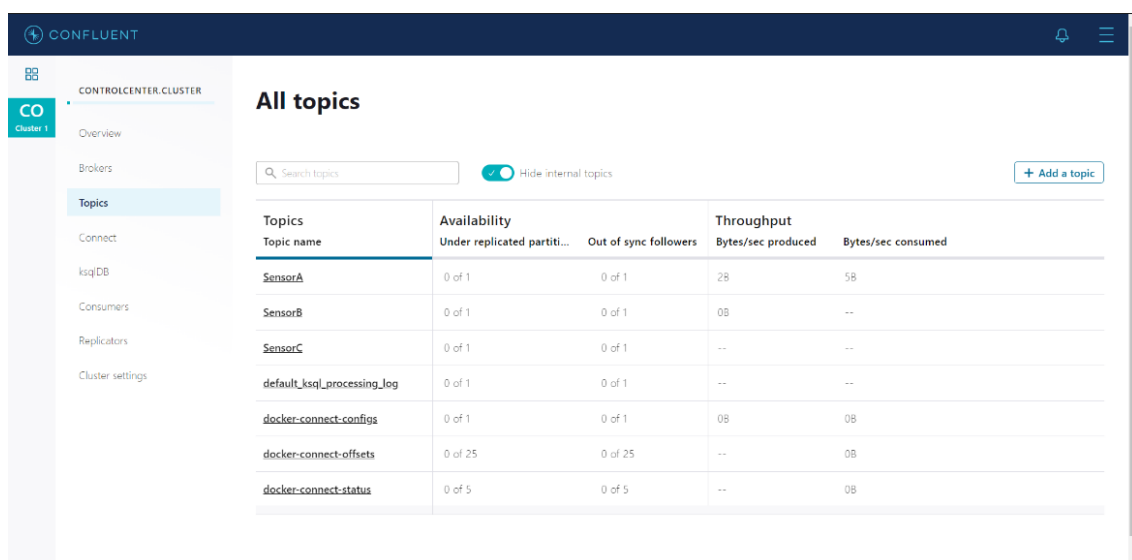 CONFLUENT
CO
Cluster 1
CONTROLCENTER.CLUSTER
Overview
Brokers
Topics
Connect
ksqlDB
Consumers
Replicators
Cluster settings
All topics
Search topics
Hide internal topics
+ Add a topic
Topics Availability Throughput
Topic name Under replicated partiti... Out of sync followers Bytes/sec produced Bytes/sec consumed
SensorA 0 of 1 0 of 1 2B 5B
SensorB 0 of 1 0 of 1 0B --
SensorC 0 of 1 0 of 1 -- --
default_ksql_processing_log 0 of 1 0 of 1 -- --
docker-connect-configs 0 of 1 0 of 1 0B 0B
docker-connect-offsets 0 of 25 0 of 25 -- 0B
docker-connect-status 0 of 5 0 of 5 -- 0B